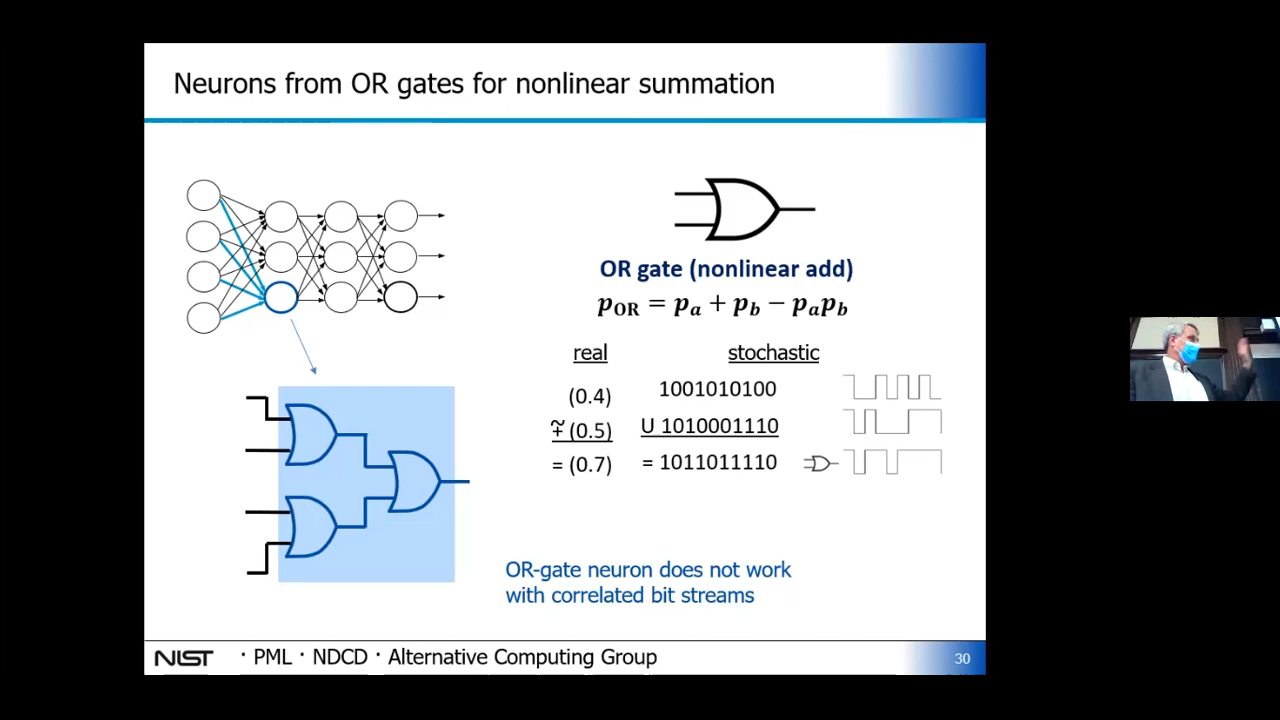 Neurons from OR gates for nonlinear summation
OR gate (nonlinear add)
p_OR = p_a + p_b − p_a p_b
real stochastic
(0.4) 1001010100
∓̃ (0.5) U 1010001110
= (0.7) = 1011011110
OR-gate neuron does not work
with correlated bit streams
NIST · PML · NDCD · Alternative Computing Group 30